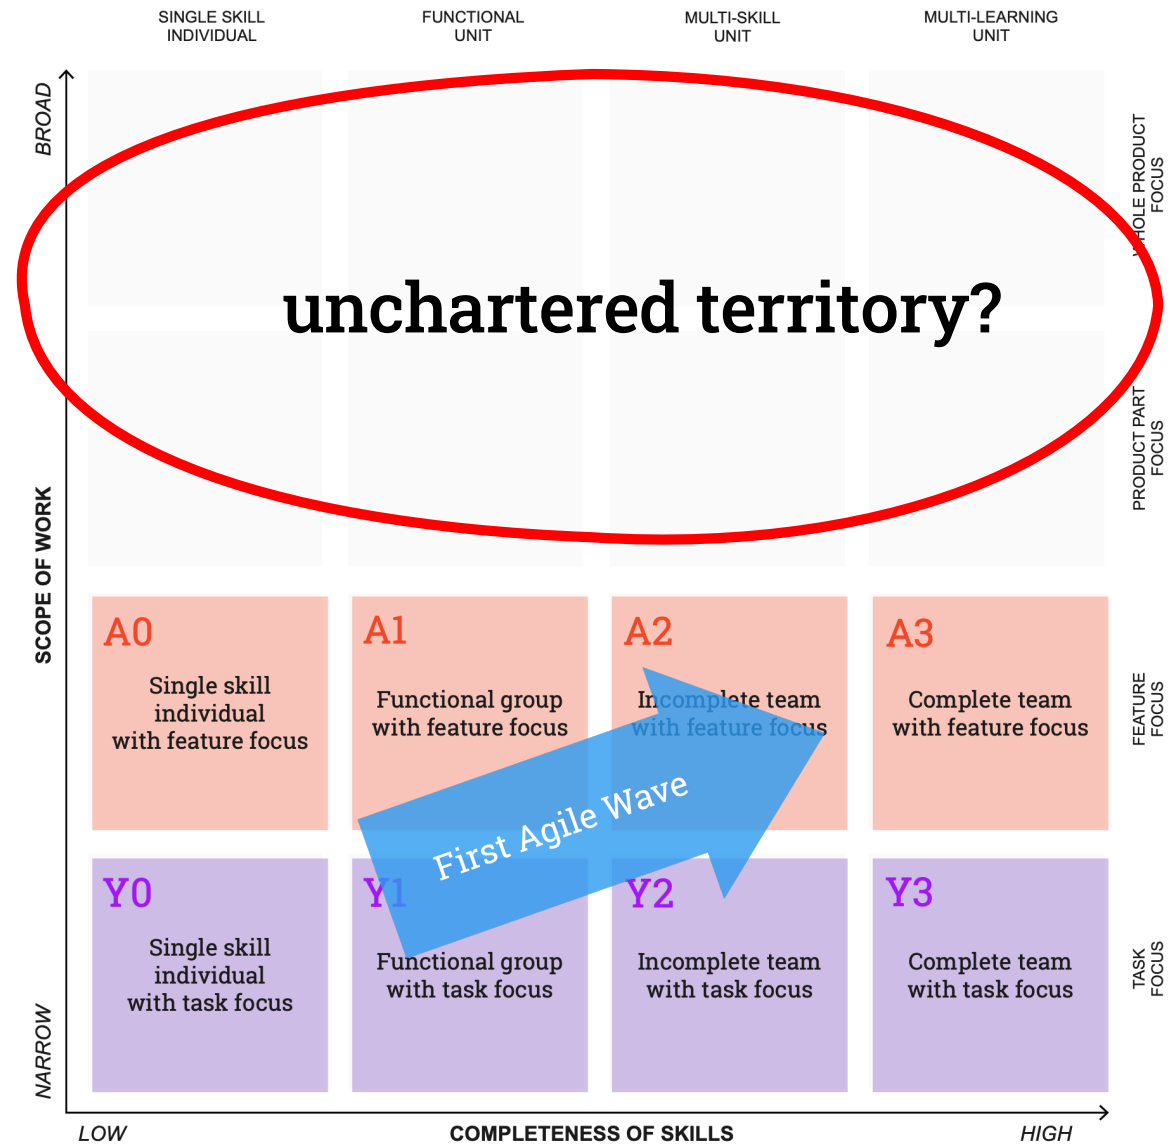 SINGLE SKILL
INDIVIDUAL
FUNCTIONAL
UNIT
MULTI-SKILL
UNIT
MULTI-LEARNING
UNIT
BROAD
WHOLE PRODUCT
FOCUS
unchartered territory?
PRODUCT PART
FOCUS
SCOPE OF WORK
A0
Single skill
individual
with feature focus
A1
Functional group
with feature focus
A2
Incomplete team
with feature focus
A3
Complete team
with feature focus
FEATURE
FOCUS
First Agile Wave
Y0
Single skill
individual
with task focus
Y1
Functional group
with task focus
Y2
Incomplete team
with task focus
Y3
Complete team
with task focus
TASK
FOCUS
NARROW
LOW
COMPLETENESS OF SKILLS
HIGH